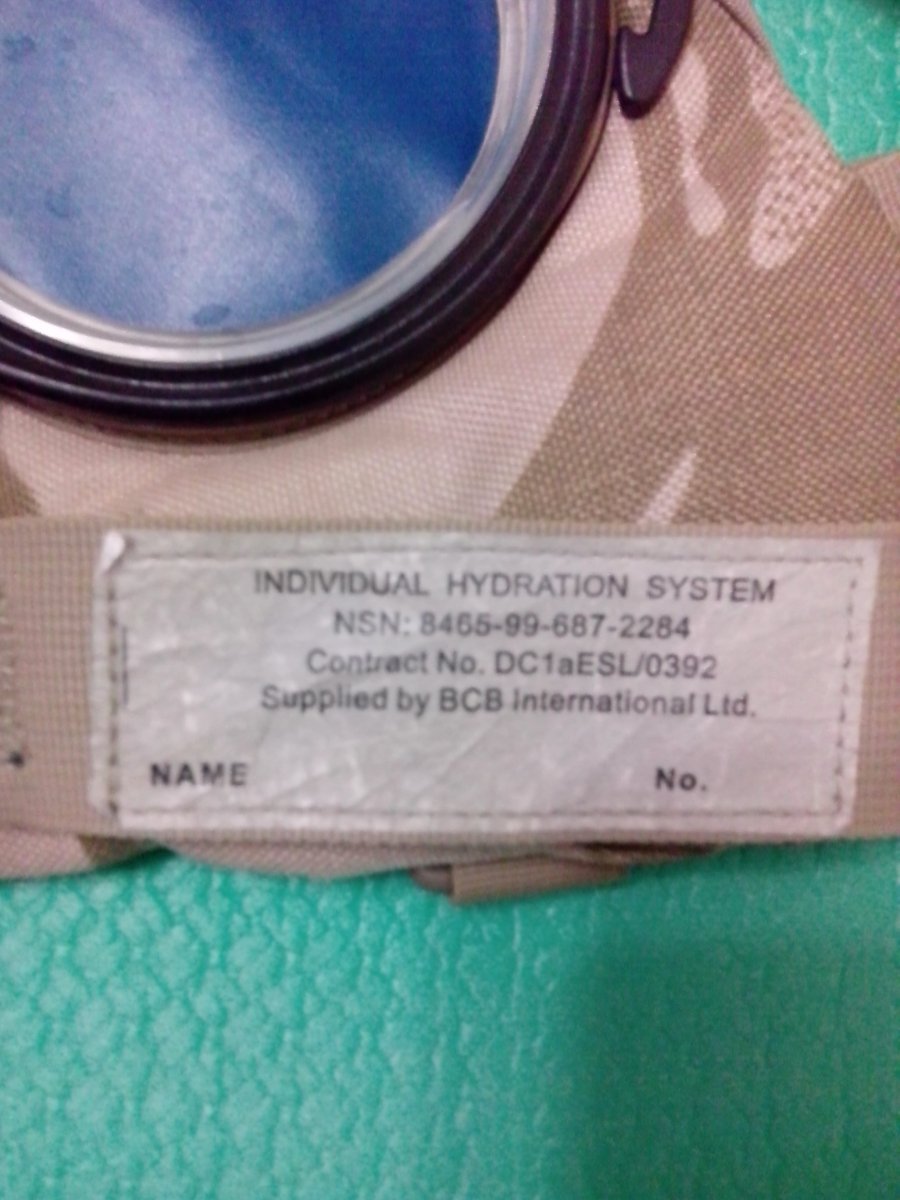 INDIVIDUAL HYDRATION SYSTEM
NSN: 8465-99-687-2284
Contract No. DC1aESL/0392
Supplied by BCB International Ltd.
NAME No.